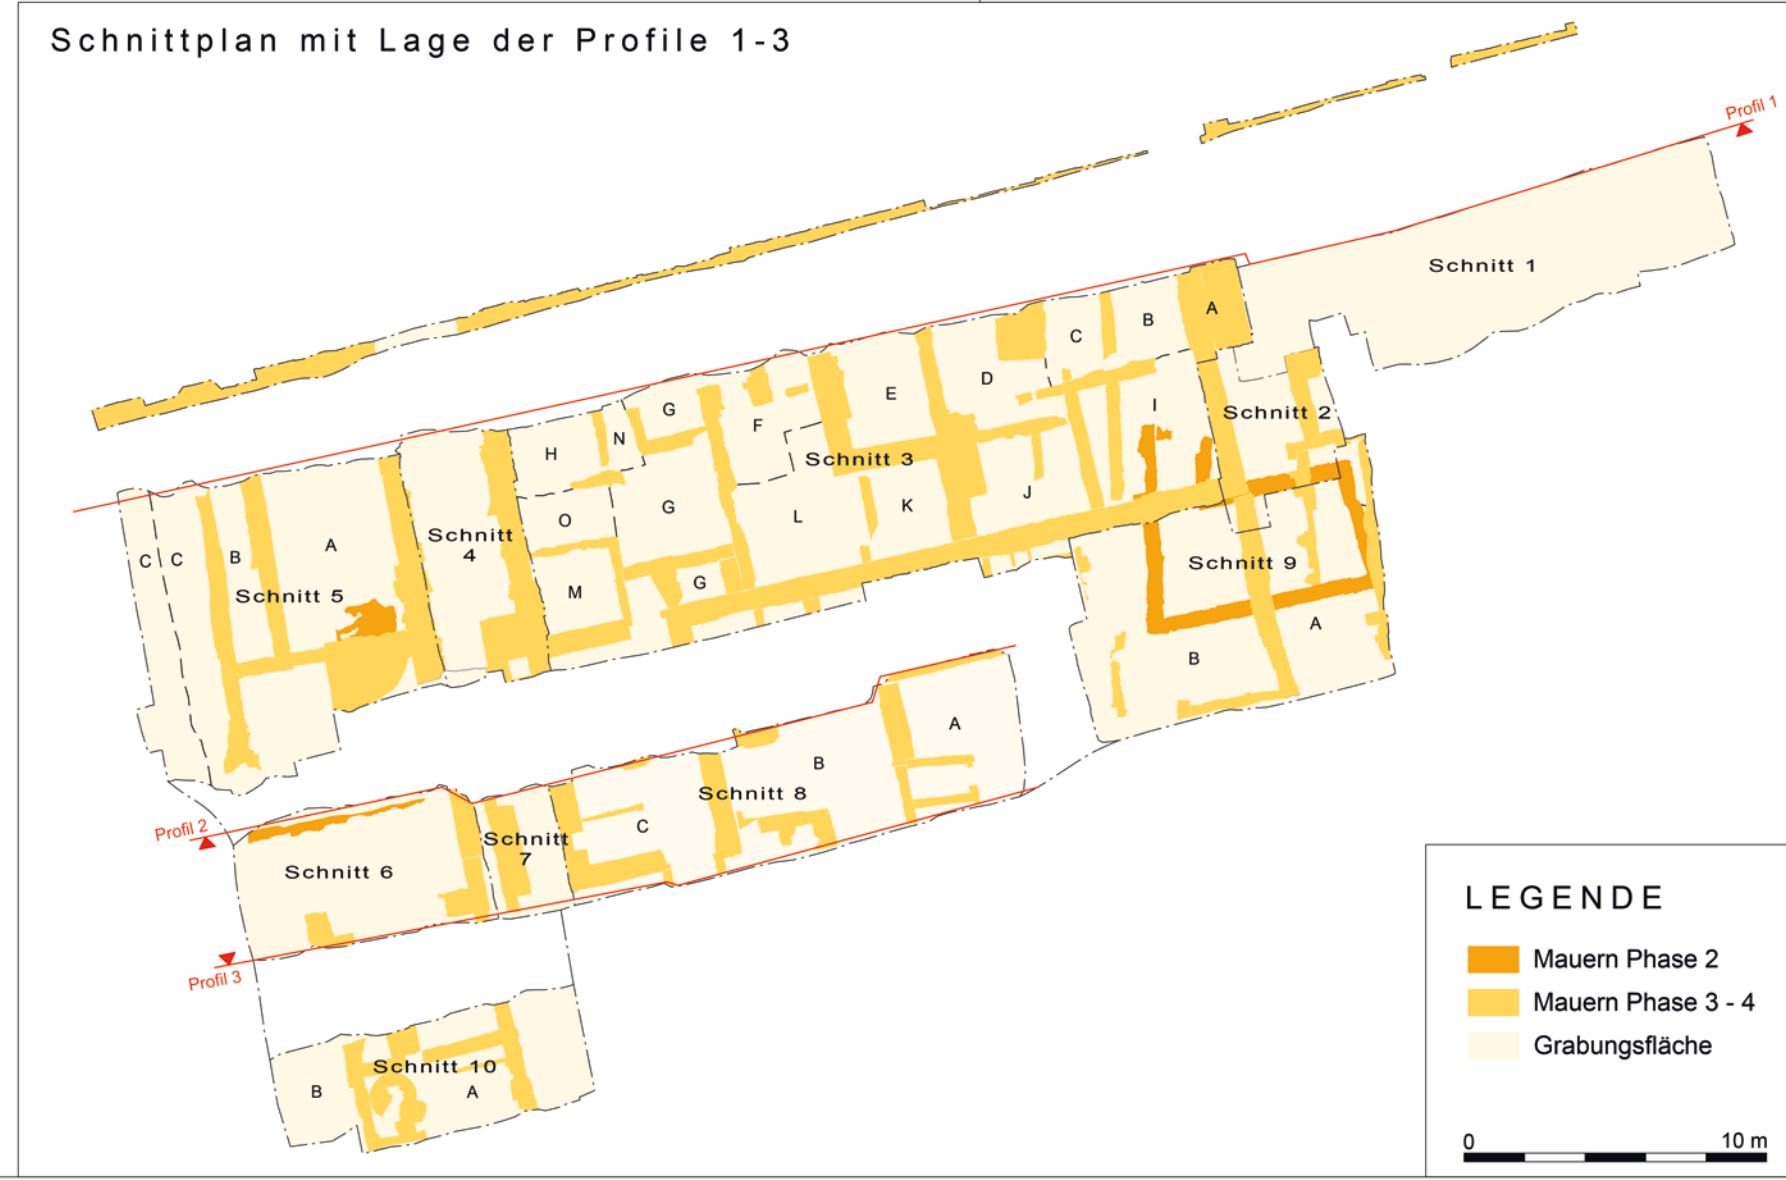 Schnittplan mit Lage der Profile 1-3
Profil 1
Schnitt 1
A
B
C
D
E
F
G
N
H
I
Schnitt 2
Schnitt 3
J
K
L
G
O
M
G
Schnitt
4
A
B
C
C
Schnitt 5
Schnitt 9
A
B
A
B
Schnitt 8
C
Schnitt
7
Profil 2
Schnitt 6
Profil 3
Schnitt 10
B
A
LEGENDE
Mauern Phase 2
Mauern Phase 3 - 4
Grabungsfläche
0 10 m